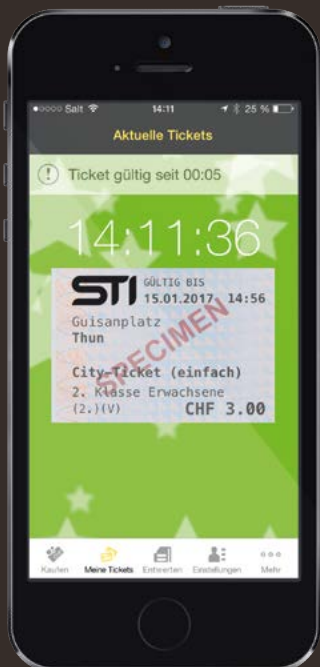 Salt 14:11 25 %
Aktuelle Tickets
! Ticket gültig seit 00:05
14:11:36
STI GÜLTIG BIS
15.01.2017 14:56
Guisanplatz
Thun
SPECIMEN
City-Ticket (einfach)
2. Klasse Erwachsene
(2.)(V) CHF 3.00
Kaufen Meine Tickets Entwerten Einstellungen Mehr